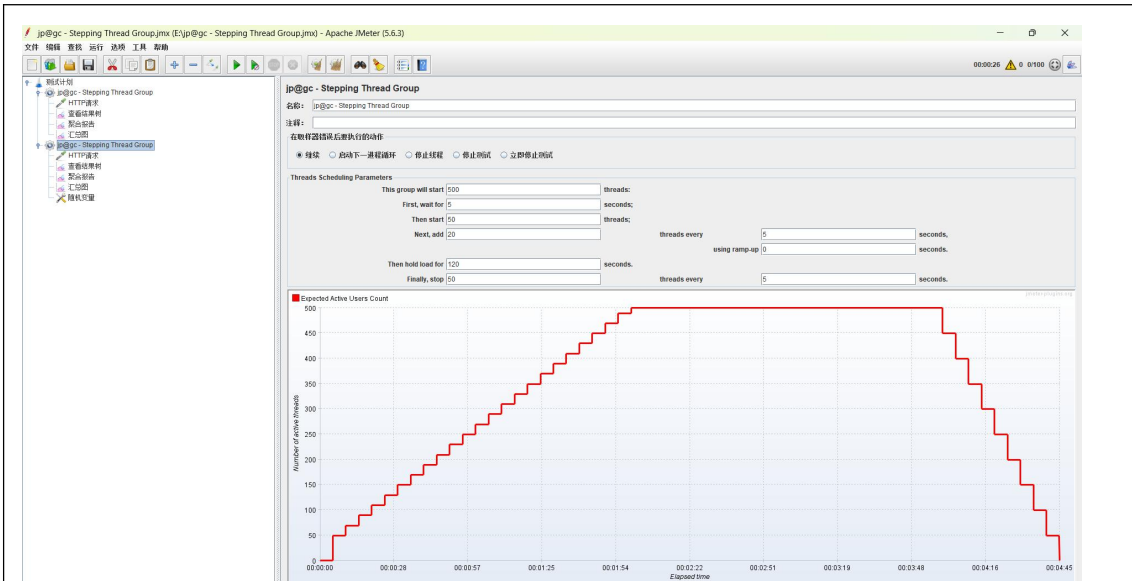 jp@gc - Stepping Thread Group.jmx (E:\jp@gc - Stepping Thread Group.jmx) - Apache JMeter (5.6.3)
文件 编辑 查找 运行 选项 工具 帮助
00:00:26 0 0/100
测试计划
jp@gc - Stepping Thread Group
HTTP请求
查看结果树
聚合报告
汇总图
jp@gc - Stepping Thread Group
HTTP请求
查看结果树
聚合报告
汇总图
随机变量
jp@gc - Stepping Thread Group
名称: jp@gc - Stepping Thread Group
注释:
在取样器错误后要执行的动作
继续 启动下一进程循环 停止线程 停止测试 立即停止测试
Threads Scheduling Parameters
This group will start 500 threads:
First, wait for 5 seconds;
Then start 50 threads;
Next, add 20 threads every 5 seconds,
using ramp-up 0 seconds.
Then hold load for 120 seconds.
Finally, stop 50 threads every 5 seconds.
Expected Active Users Count
jmeter-plugins.org
500
450
400
350
300
250
200
150
100
50
0
Number of active threads
00:00:00 00:00:28 00:00:57 00:01:25 00:01:54 00:02:22 00:02:51 00:03:19 00:03:48 00:04:16 00:04:45
Elapsed time